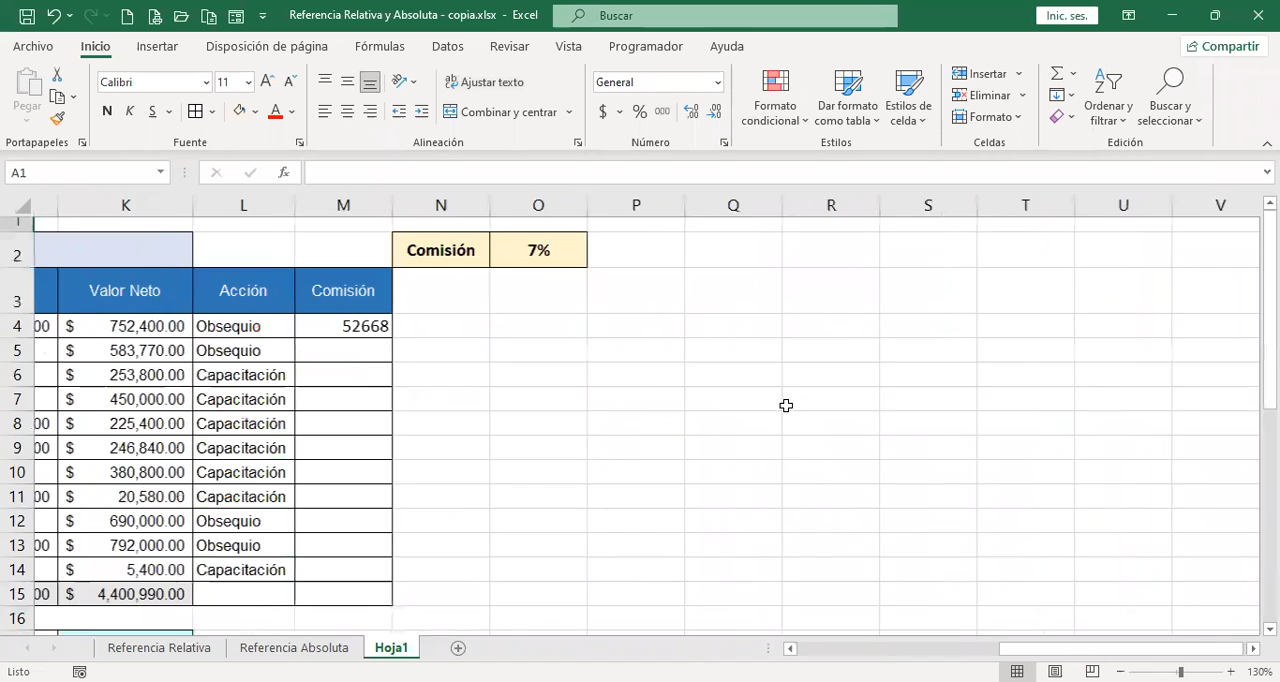 Referencia Relativa y Absoluta - copia.xlsx - Excel
Buscar
Inic. ses.
Archivo Inicio Insertar Disposición de página Fórmulas Datos Revisar Vista Programador Ayuda
Compartir
Pegar
Calibri 11
N K S
Ajustar texto
Combinar y centrar
General
$ % 000
Formato condicional
Dar formato como tabla
Estilos de celda
Insertar
Eliminar
Formato
Ordenar y filtrar
Buscar y seleccionar
Portapapeles Fuente Alineación Número Estilos Celdas Edición
A1 fx
K L M N O P Q R S T U V
1
2 Comisión 7%
3 Valor Neto Acción Comisión
4 00 $ 752,400.00 Obsequio 52668
5 $ 583,770.00 Obsequio
6 $ 253,800.00 Capacitación
7 $ 450,000.00 Capacitación
8 00 $ 225,400.00 Capacitación
9 00 $ 246,840.00 Capacitación
10 $ 380,800.00 Capacitación
11 00 $ 20,580.00 Capacitación
12 $ 690,000.00 Obsequio
13 00 $ 792,000.00 Obsequio
14 $ 5,400.00 Capacitación
15 00 $ 4,400,990.00
16
Referencia Relativa Referencia Absoluta Hoja1
Listo 130%